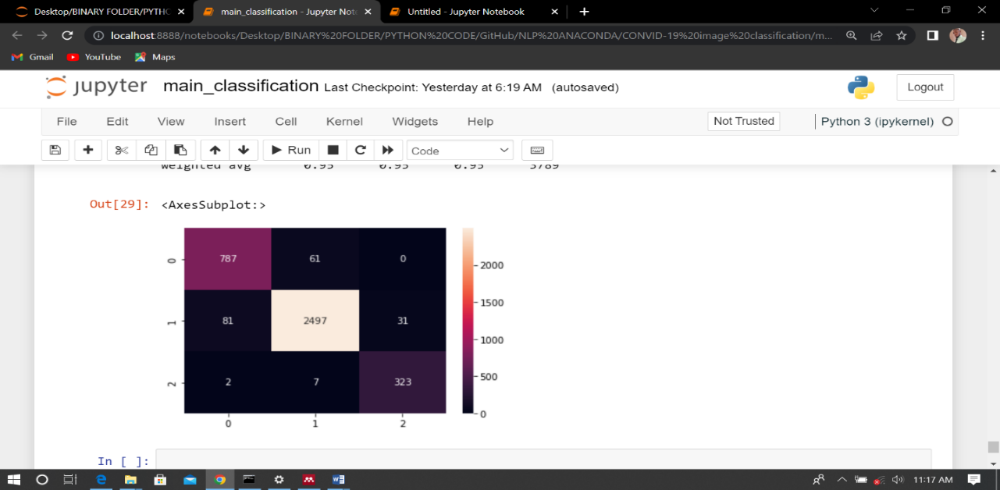 Desktop/BINARY FOLDER/PYTHC
main_classification - Jupyter Not
Untitled - Jupyter Notebook
localhost:8888/notebooks/Desktop/BINARY%20FOLDER/PYTHON%20CODE/GitHub/NLP%20ANACONDA/CONVID-19%20image%20classification/m...
Gmail YouTube Maps
jupyter main_classification Last Checkpoint: Yesterday at 6:19 AM (autosaved)
Logout
File Edit View Insert Cell Kernel Widgets Help Not Trusted Python 3 (ipykernel)
Run Code
weighted avg 0.95 0.95 0.95 3789
Out[29]: <AxesSubplot:>
0 787 61 0
1 81 2497 31
2 2 7 323
0 1 2
2000
1500
1000
500
0
In [ ]:
11:17 AM